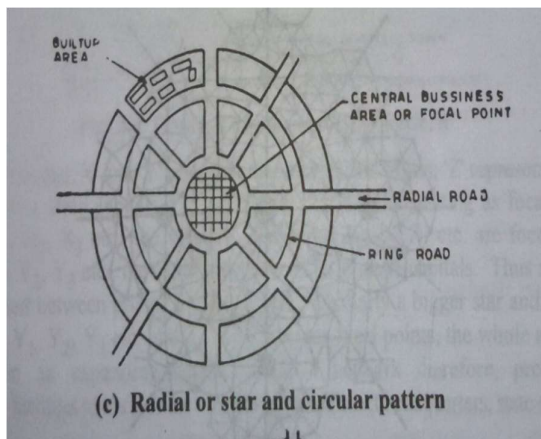 BUILTUP
AREA
CENTRAL BUSSINESS
AREA OR FOCAL POINT
RADIAL ROAD
RING ROAD
(c) Radial or star and circular pattern